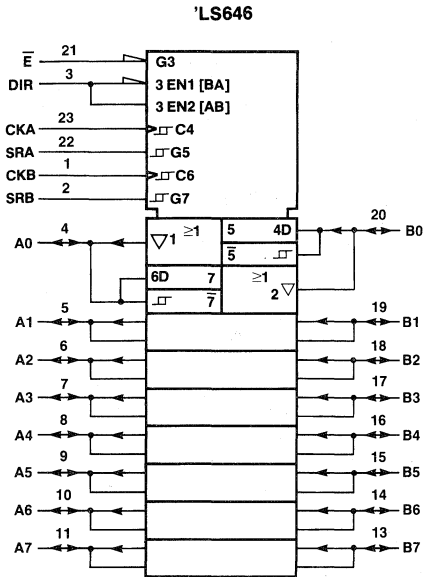 'LS646
E̅ 21 G3
DIR 3 3 EN1 [BA]
3 EN2 [AB]
CKA 23 C4
SRA 22 G5
CKB 1 C6
SRB 2 G7
A0 4 1 ≥1 5 4D 20 B0
5̅
6D 7 ≥1
7̅ 2
A1 5 19 B1
A2 6 18 B2
A3 7 17 B3
A4 8 16 B4
A5 9 15 B5
A6 10 14 B6
A7 11 13 B7